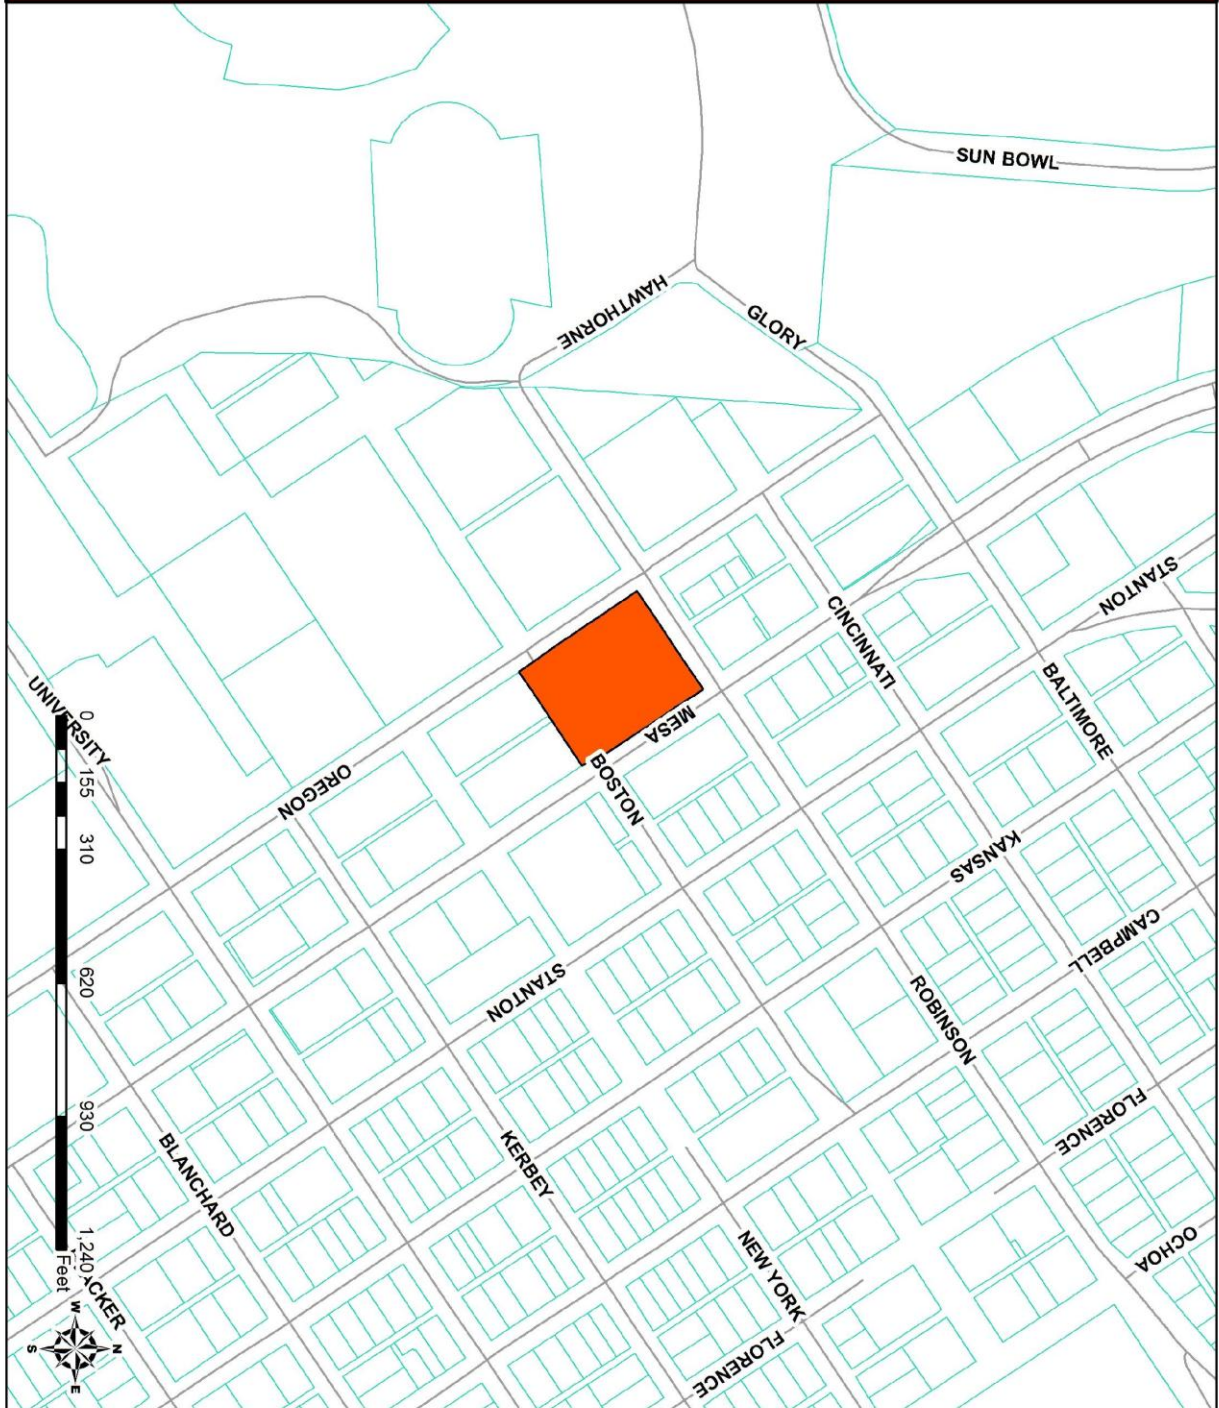 SUN BOWL
HAWTHORNE
GLORY
STANTON
CINCINNATI
BALTIMORE
UNIVERSITY
MESA
BOSTON
OREGON
KANSAS
CAMPBELL
STANTON
ROBINSON
FLORENCE
KERBEY
BLANCHARD
NEW YORK
OCHOA
FLORENCE
ACKER
0 155 310 620 930 1,240
Feet
W
N
S
E